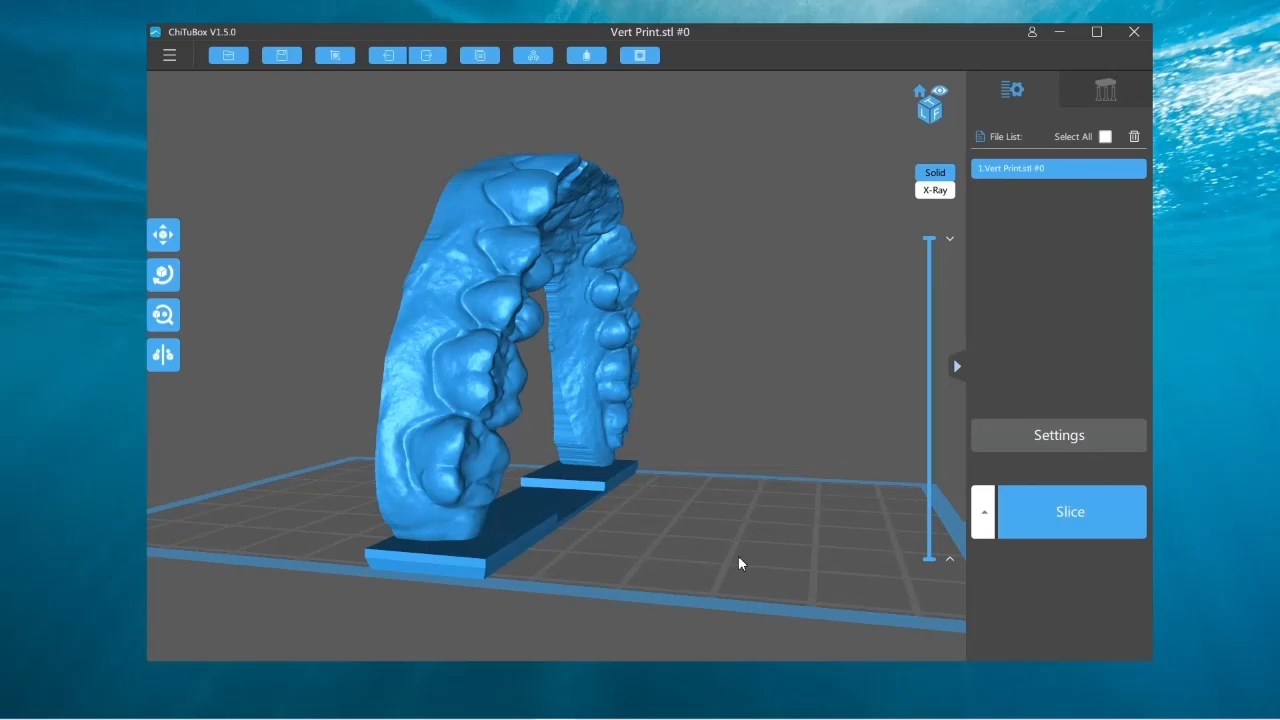 ChiTuBox V1.5.0
Vert Print.stl #0
File List:
Select All
1.Vert Print.stl #0
T
L F
Solid
X-Ray
Settings
Slice